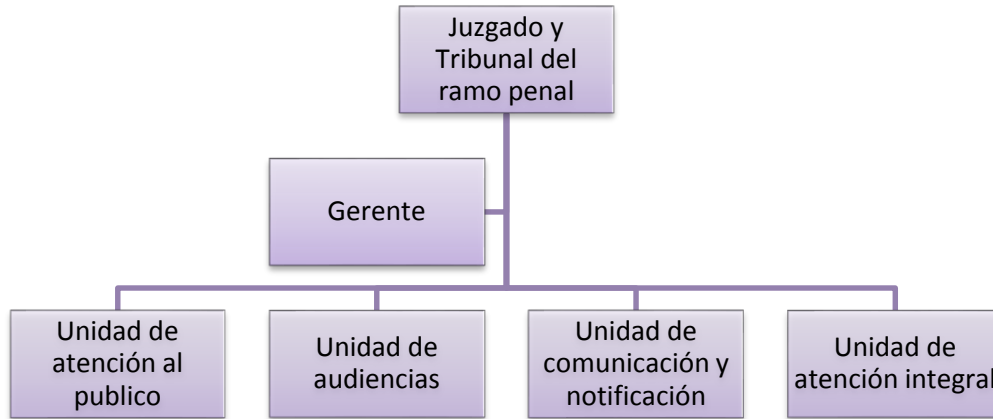 Juzgado y
Tribunal del
ramo penal
Gerente
Unidad de
atención al
publico
Unidad de
audiencias
Unidad de
comunicación y
notificación
Unidad de
atención integral